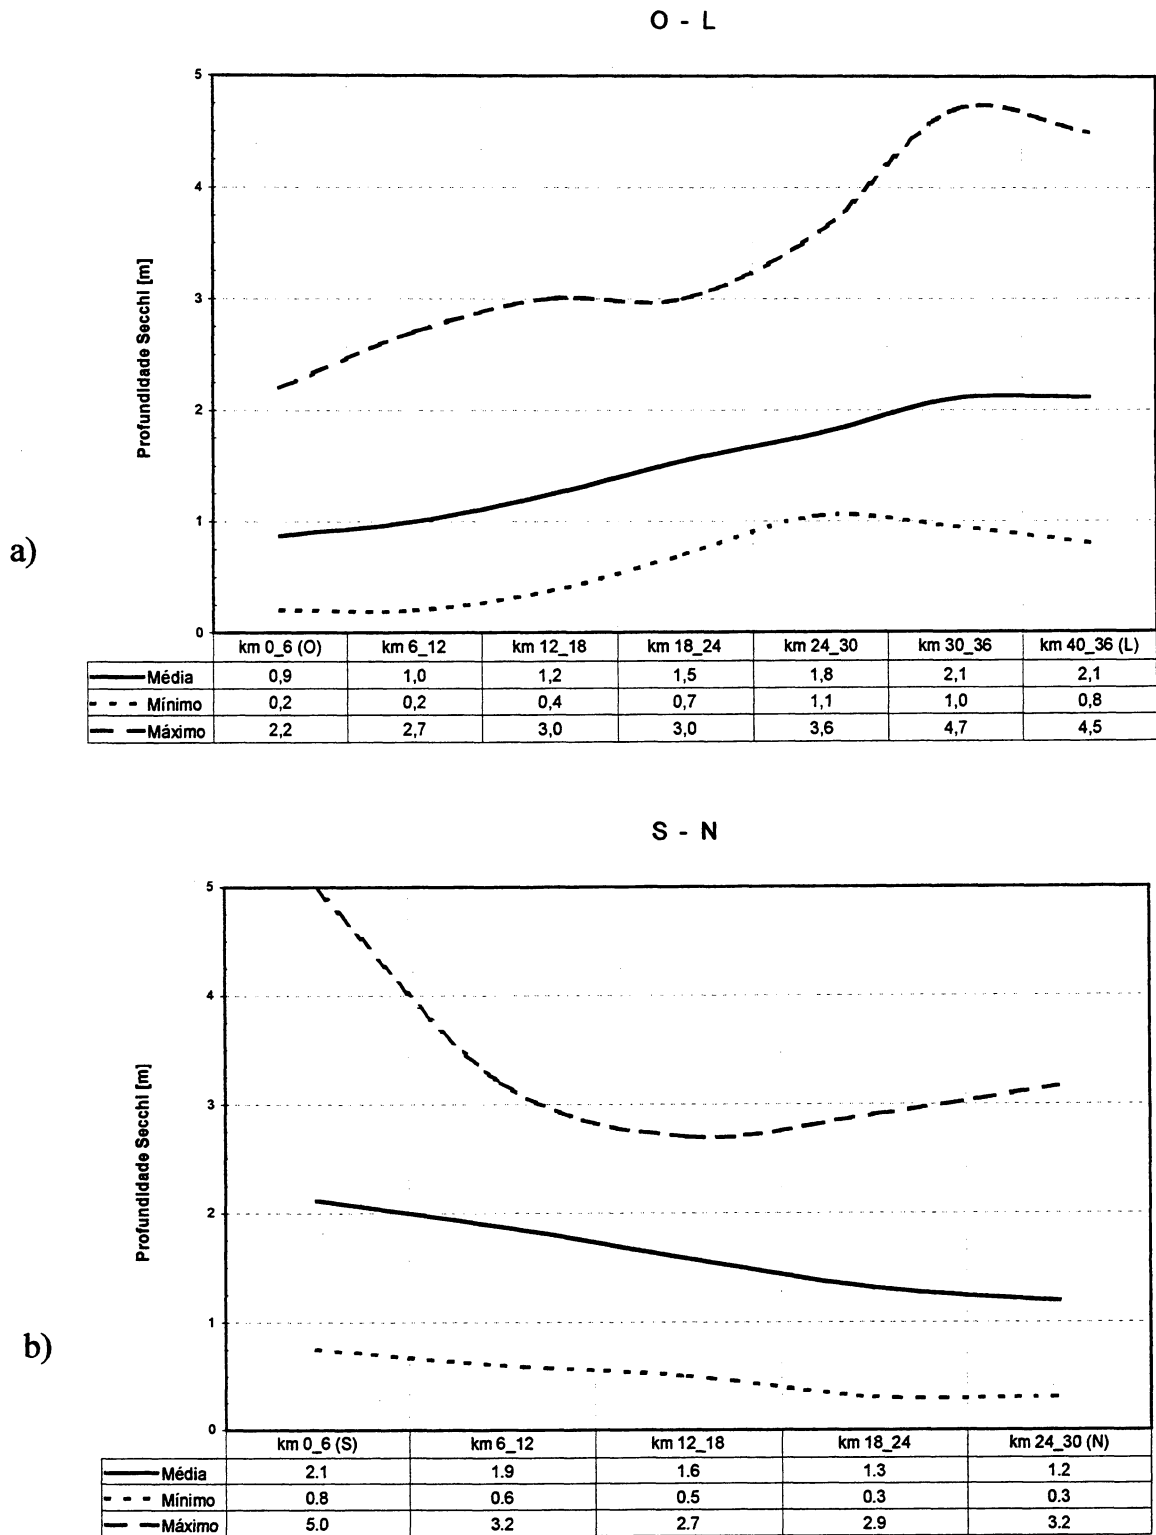 O - L
5
4
3
2
1
0
Profundidade Secchi [m]
a)
km 0_6 (O) km 6_12 km 12_18 km 18_24 km 24_30 km 30_36 km 40_36 (L)
Média 0,9 1,0 1,2 1,5 1,8 2,1 2,1
Mínimo 0,2 0,2 0,4 0,7 1,1 1,0 0,8
Máximo 2,2 2,7 3,0 3,0 3,6 4,7 4,5
S - N
5
4
3
2
1
0
Profundidade Secchi [m]
b)
km 0_6 (S) km 6_12 km 12_18 km 18_24 km 24_30 (N)
Média 2.1 1.9 1.6 1.3 1.2
Mínimo 0.8 0.6 0.5 0.3 0.3
Máximo 5.0 3.2 2.7 2.9 3.2